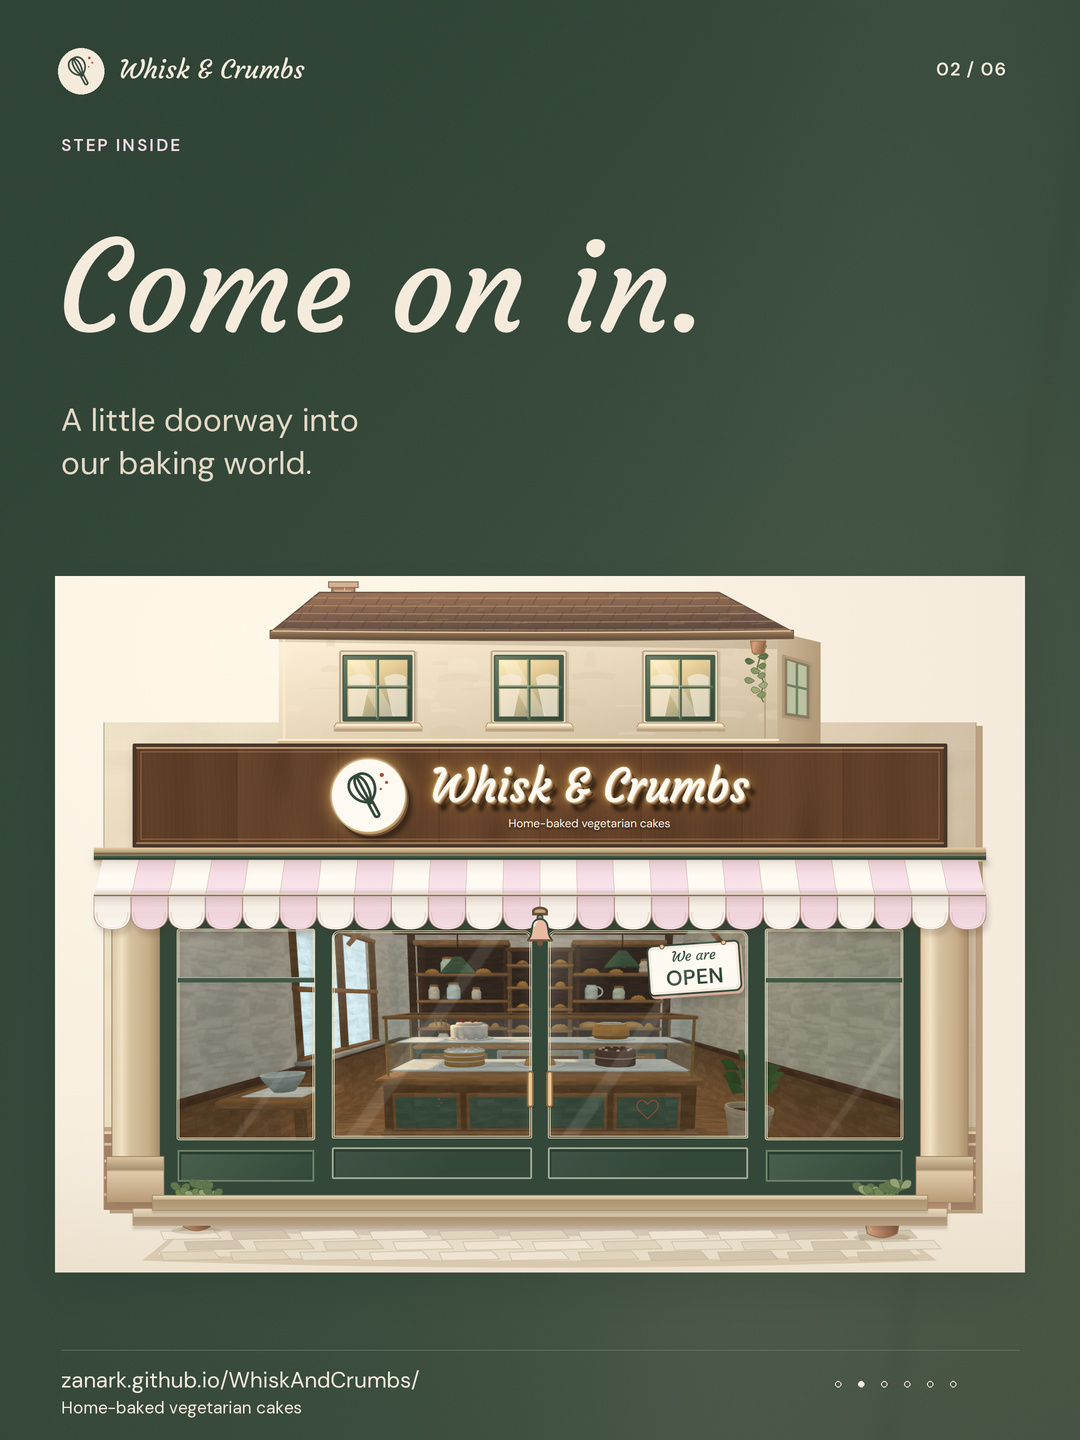 Whisk & Crumbs
02 / 06
STEP INSIDE
Come on in.
A little doorway into
our baking world.
Whisk & Crumbs
Home-baked vegetarian cakes
We are
OPEN
zanark.github.io/WhiskAndCrumbs/
Home-baked vegetarian cakes